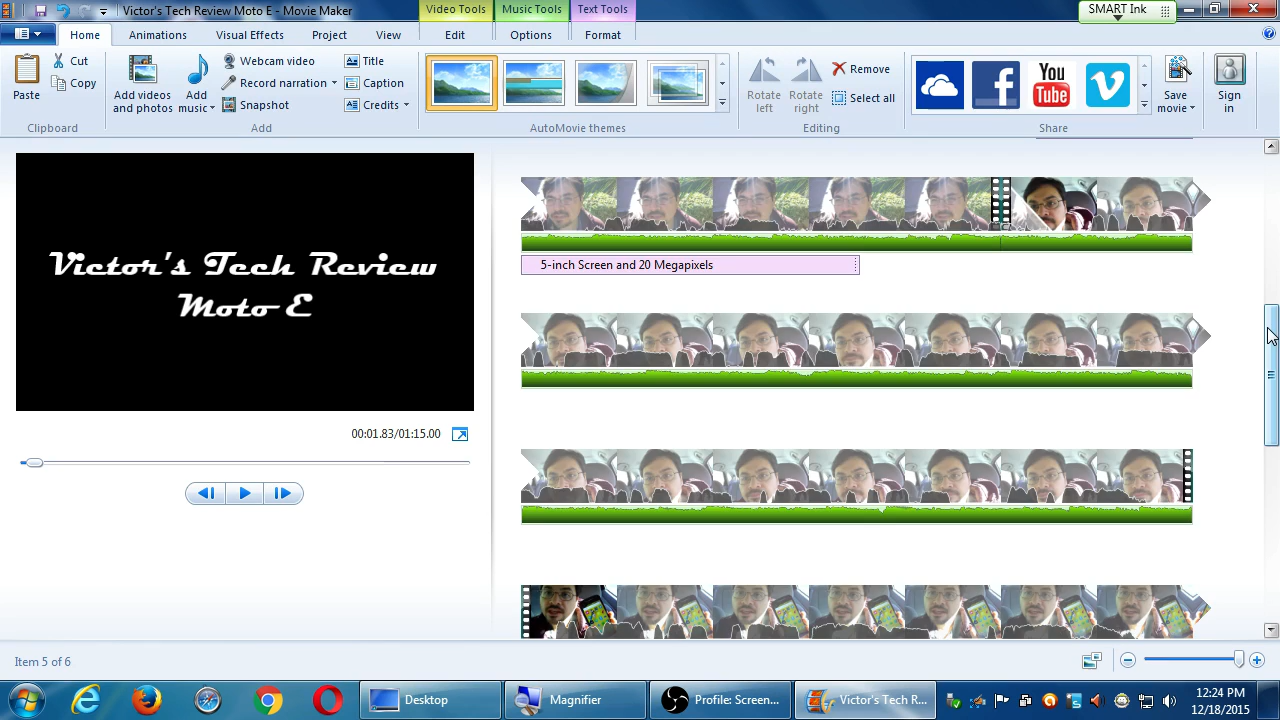 Victor's Tech Review Moto E - Movie Maker
Video Tools
Music Tools
Text Tools
SMART Ink
Home
Animations
Visual Effects
Project
View
Edit
Options
Format
Paste
Cut
Copy
Clipboard
Add videos and photos
Add music
Webcam video
Record narration
Snapshot
Title
Caption
Credits
Add
AutoMovie themes
Rotate left
Rotate right
Remove
Select all
Editing
You Tube
Share
Save movie
Sign in
Victor's Tech Review
Moto E
00:01.83/01:15.00
5-inch Screen and 20 Megapixels
Item 5 of 6
Desktop
Magnifier
Profile: Screen...
Victor's Tech R...
12:24 PM
12/18/2015